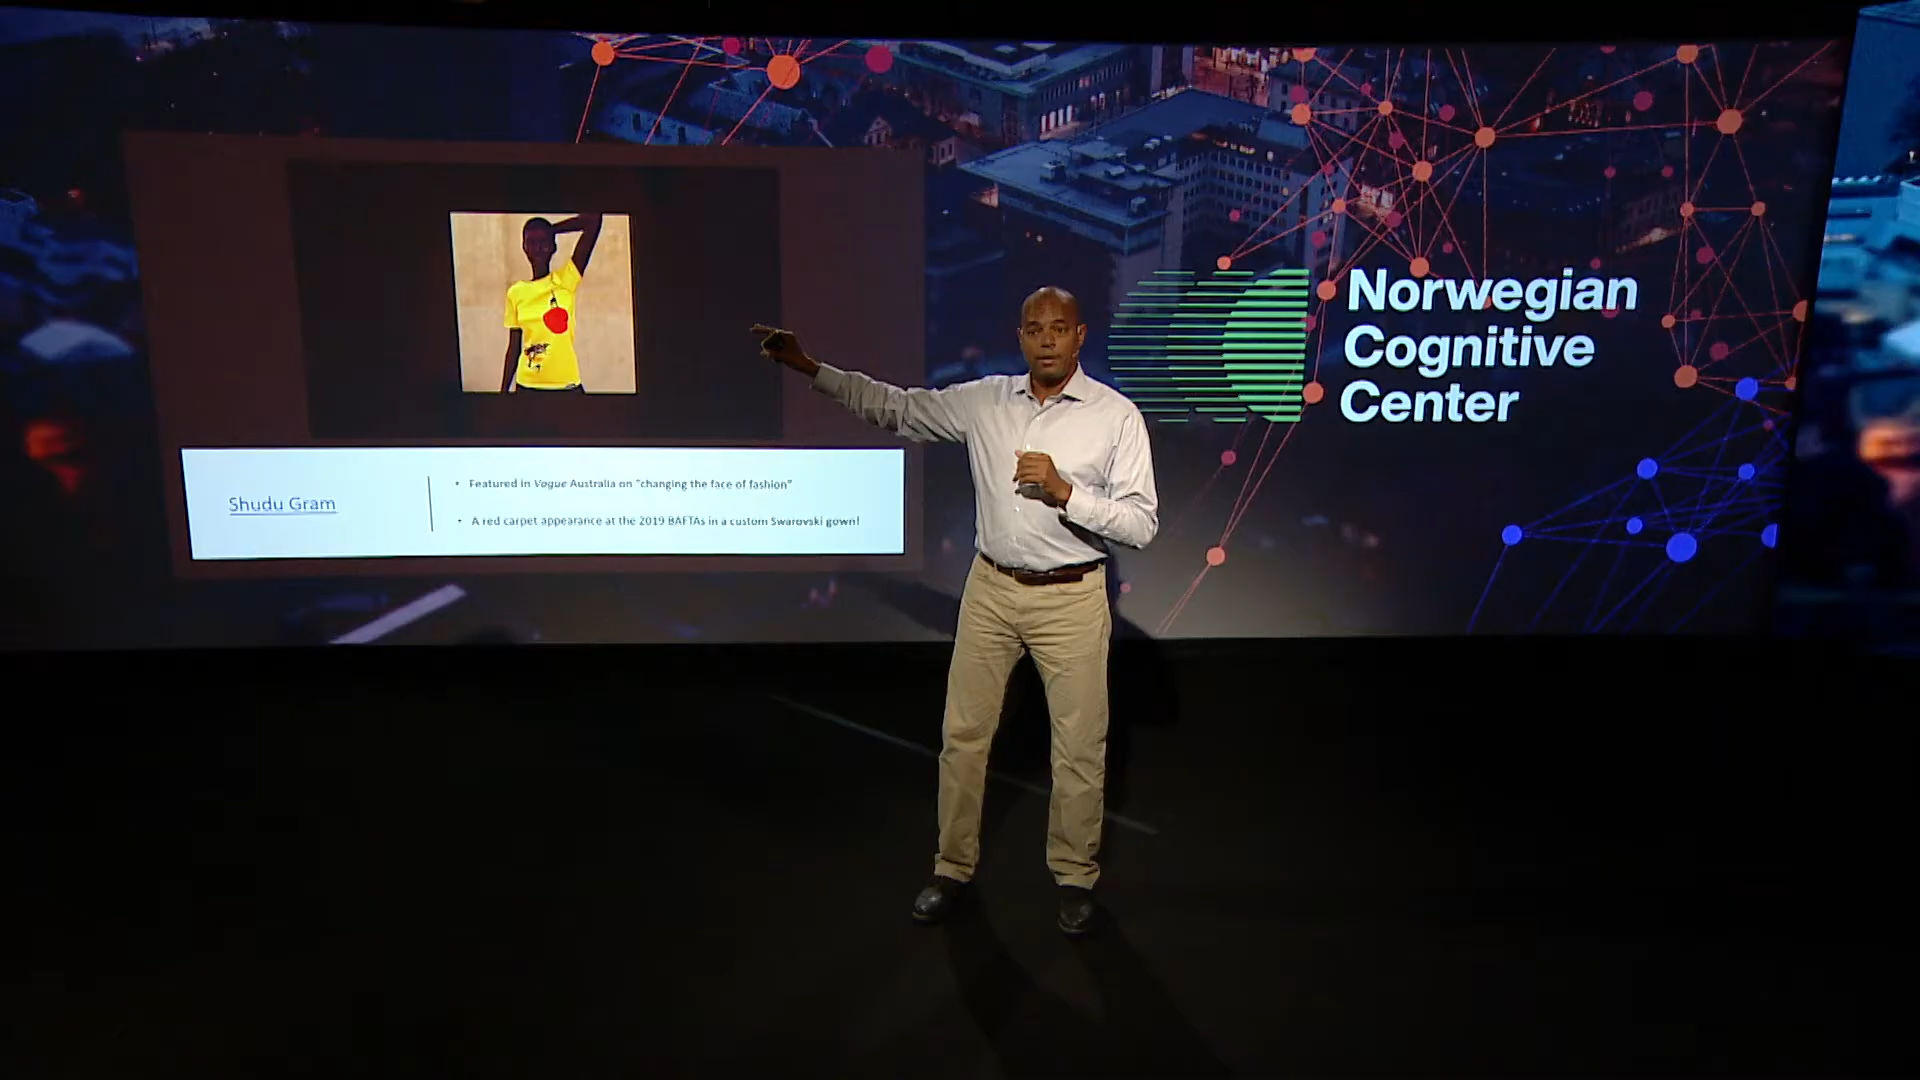 Shudu Gram
• Featured in Vogue Australia on "changing the face of fashion"
• A red carpet appearance at the 2019 BAFTAs in a custom Swarovski gown!
Norwegian
Cognitive
Center